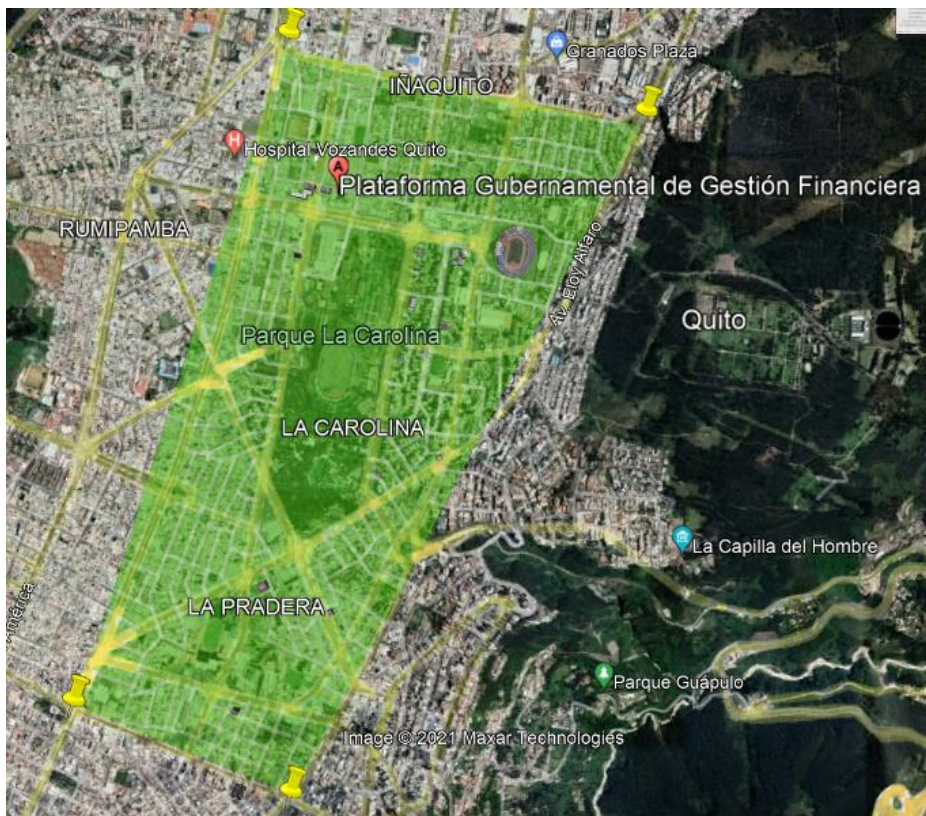 Granados Plaza
IÑAQUITO
H
Hospital Vozandes Quito
A
Plataforma Gubernamental de Gestión Financiera
RUMIPAMBA
Av. Eloy Alfaro
Quito
Parque La Carolina
LA CAROLINA
La Capilla del Hombre
América
LA PRADERA
Parque Guápulo
Image © 2021 Maxar Technologies